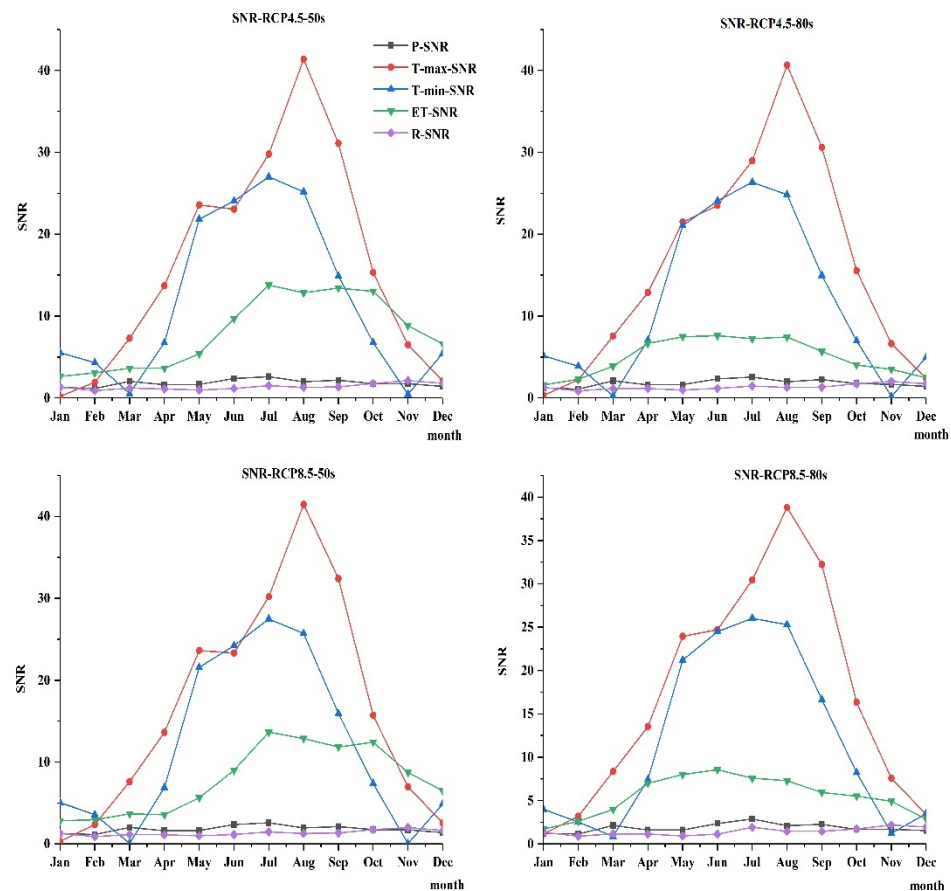 SNR-RCP4.5-50s
P-SNR
T-max-SNR
T-min-SNR
ET-SNR
R-SNR
40
30
20
10
0
SNR
Jan Feb Mar Apr May Jun Jul Aug Sep Oct Nov Dec
month
SNR-RCP4.5-80s
40
30
20
10
0
SNR
Jan Feb Mar Apr May Jun Jul Aug Sep Oct Nov Dec
month
SNR-RCP8.5-50s
40
30
20
10
0
SNR
Jan Feb Mar Apr May Jun Jul Aug Sep Oct Nov Dec
month
SNR-RCP8.5-80s
40
35
30
25
20
15
10
5
0
SNR
Jan Feb Mar Apr May Jun Jul Aug Sep Oct Nov Dec
month